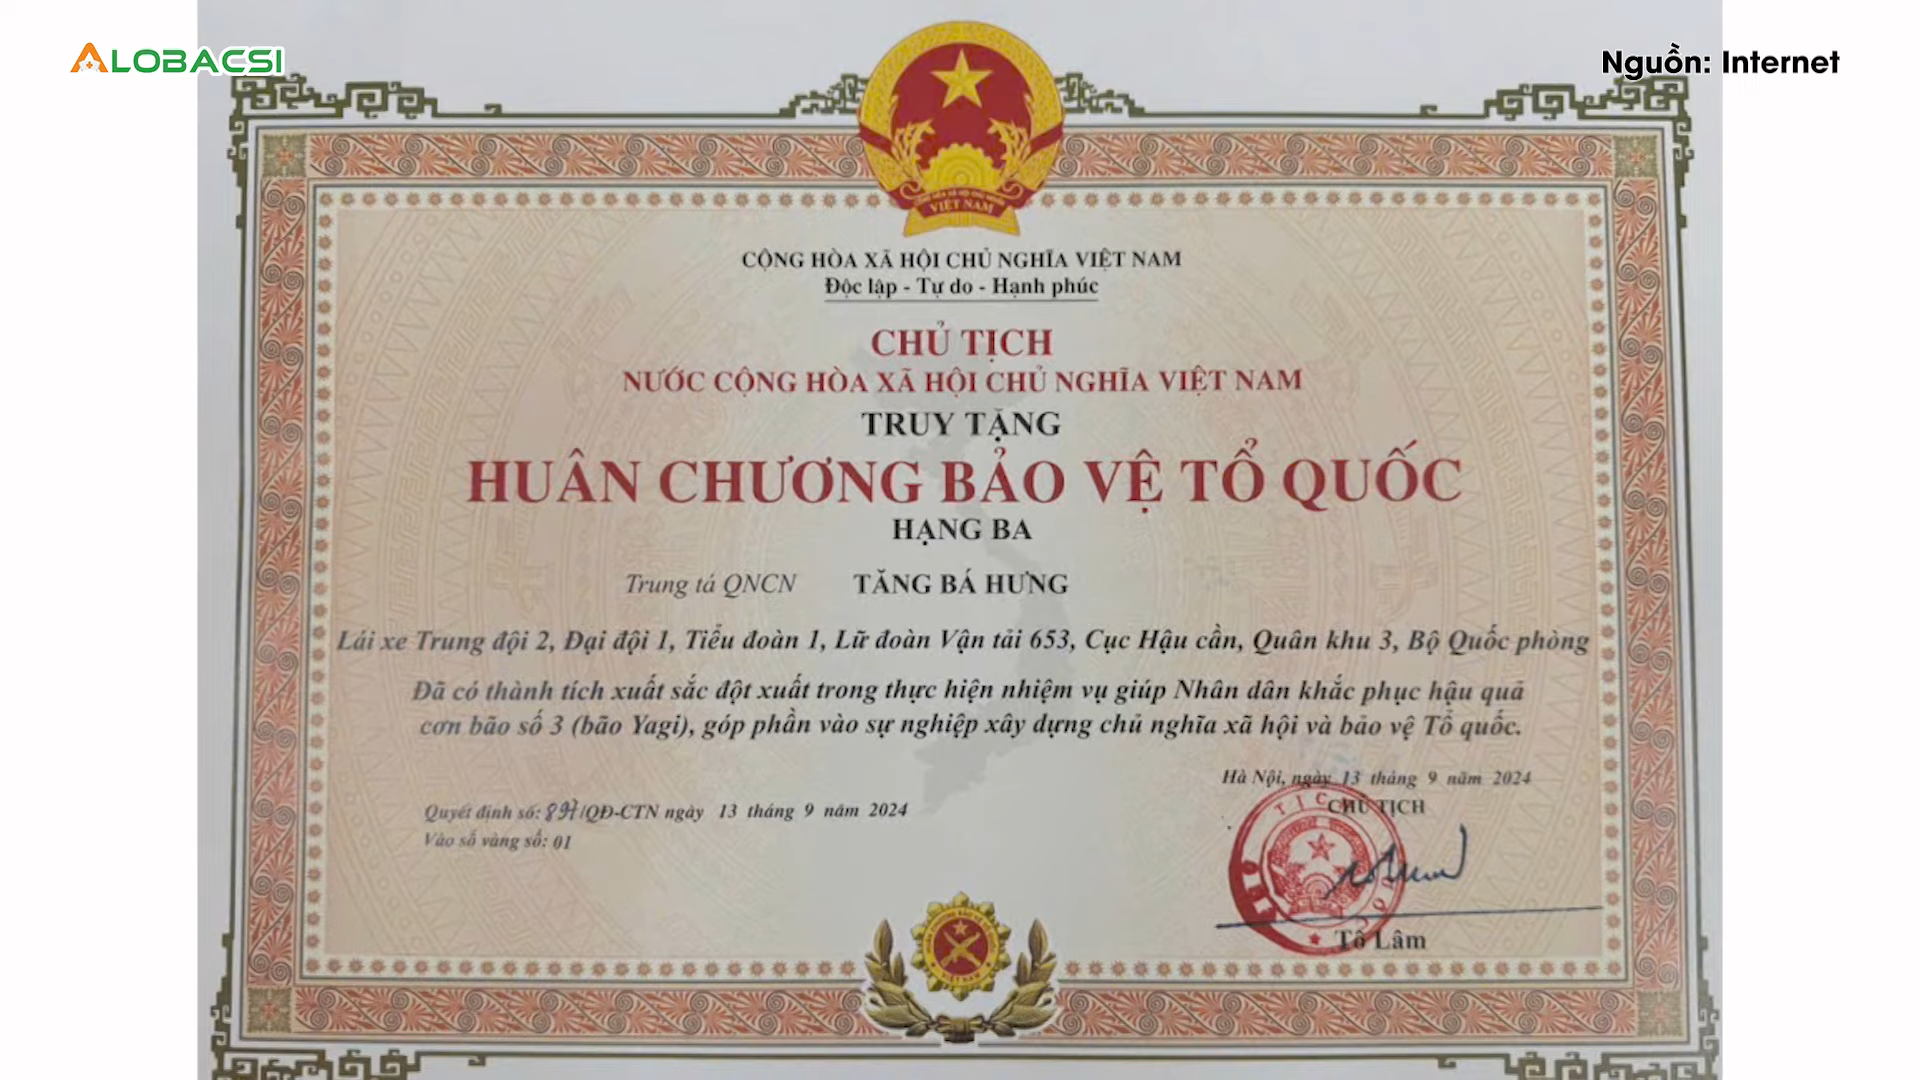 ALOBACSI
Nguồn: Internet
VIỆT NAM
CỘNG HÒA XÃ HỘI CHỦ NGHĨA VIỆT NAM
Độc lập - Tự do - Hạnh phúc
CHỦ TỊCH
NƯỚC CỘNG HÒA XÃ HỘI CHỦ NGHĨA VIỆT NAM
TRUY TẶNG
HUÂN CHƯƠNG BẢO VỆ TỔ QUỐC
HẠNG BA
Trung tá QNCN TĂNG BÁ HƯNG
Lái xe Trung đội 2, Đại đội 1, Tiểu đoàn 1, Lữ đoàn Vận tải 653, Cục Hậu cần, Quân khu 3, Bộ Quốc phòng
Đã có thành tích xuất sắc đột xuất trong thực hiện nhiệm vụ giúp Nhân dân khắc phục hậu quả
cơn bão số 3 (bão Yagi), góp phần vào sự nghiệp xây dựng chủ nghĩa xã hội và bảo vệ Tổ quốc.
Hà Nội, ngày 13 tháng 9 năm 2024
CHỦ TỊCH
Quyết định số: 897/QĐ-CTN ngày 13 tháng 9 năm 2024
Vào sổ vàng số: 01
Tô Lâm
VIỆT NAM